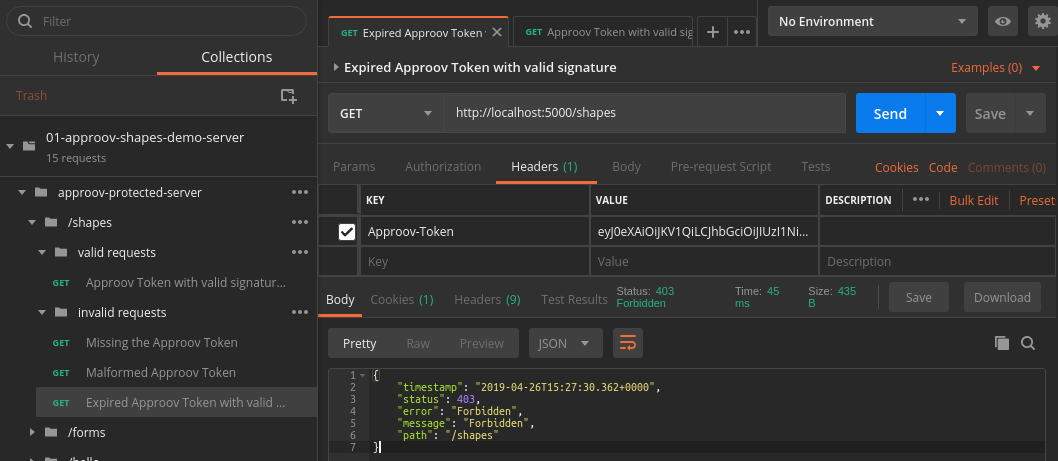 Filter
History Collections
Trash
01-approov-shapes-demo-server
15 requests
approov-protected-server
/shapes
valid requests
GET Approov Token with valid signatur...
invalid requests
GET Missing the Approov Token
GET Malformed Approov Token
GET Expired Approov Token with valid ...
/forms
GET Expired Approov Token GET Approov Token with valid sig
No Environment
Expired Approov Token with valid signature
Examples (0)
GET http://localhost:5000/shapes Send Save
Params Authorization Headers (1) Body Pre-request Script Tests Cookies Code Comments (0)
KEY VALUE DESCRIPTION Bulk Edit Preset
Approov-Token eyJ0eXAiOiJKV1QiLCJhbGciOiJIUzI1Ni...
Key Value Description
Body Cookies (1) Headers (9) Test Results Status: 403 Forbidden Time: 45 ms Size: 435 B Save Download
Pretty Raw Preview JSON
1 {
2 "timestamp": "2019-04-26T15:27:30.362+0000",
3 "status": 403,
4 "error": "Forbidden",
5 "message": "Forbidden",
6 "path": "/shapes"
7 }